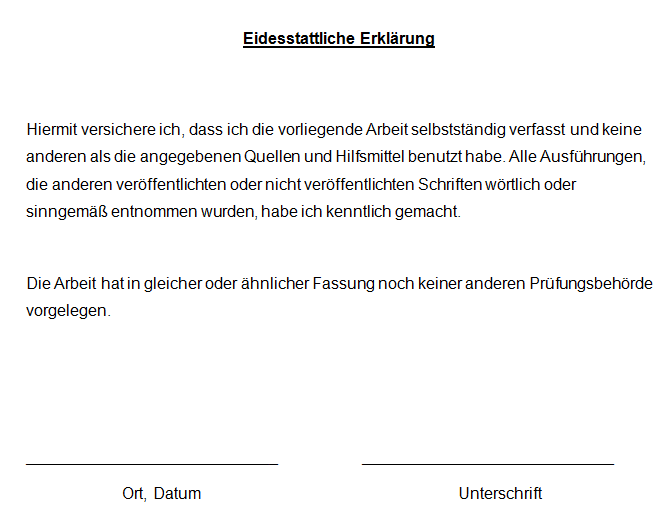 Eidesstattliche Erklärung
Hiermit versichere ich, dass ich die vorliegende Arbeit selbstständig verfasst und keine
anderen als die angegebenen Quellen und Hilfsmittel benutzt habe. Alle Ausführungen,
die anderen veröffentlichten oder nicht veröffentlichten Schriften wörtlich oder
sinngemäß entnommen wurden, habe ich kenntlich gemacht.
Die Arbeit hat in gleicher oder ähnlicher Fassung noch keiner anderen Prüfungsbehörde
vorgelegen.
Ort, Datum Unterschrift